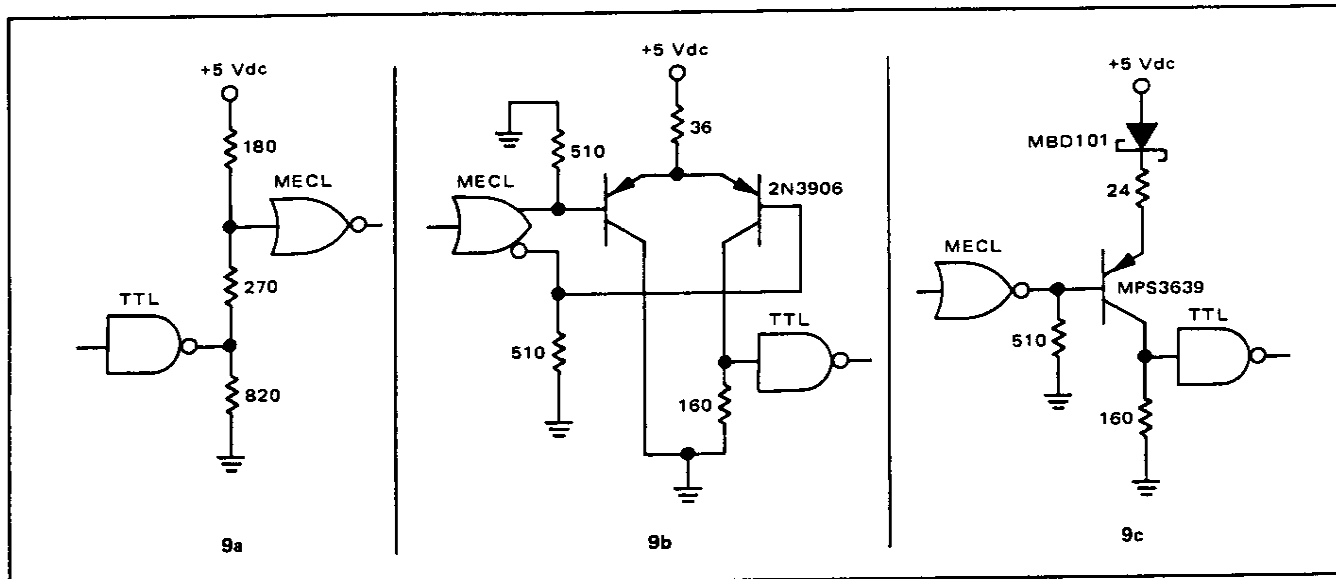 +5 Vdc
180
MECL
270
TTL
820
9a
+5 Vdc
36
510
MECL
2N3906
510
TTL
160
9b
+5 Vdc
MBD101
24
MECL
MPS3639
TTL
510
160
9c